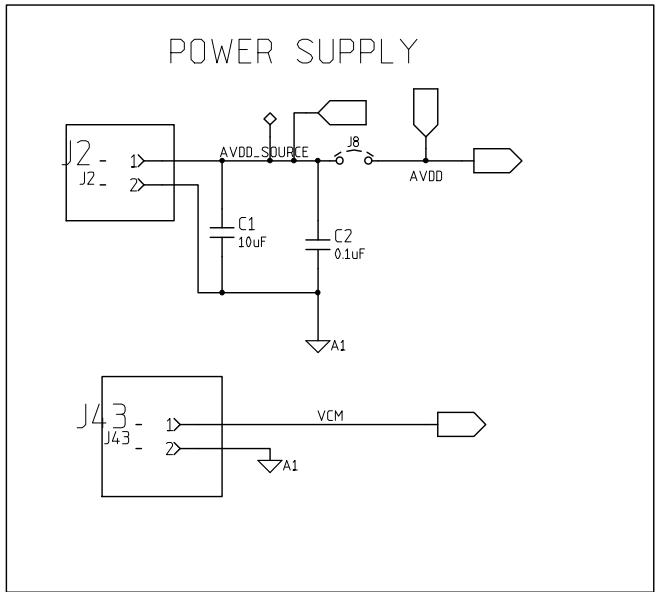 POWER SUPPLY
J2
J2
1
2
AVDD_SOURCE
J8
AVDD
C1
10uF
C2
0.1uF
A1
J43
J43
1
2
VCM
A1